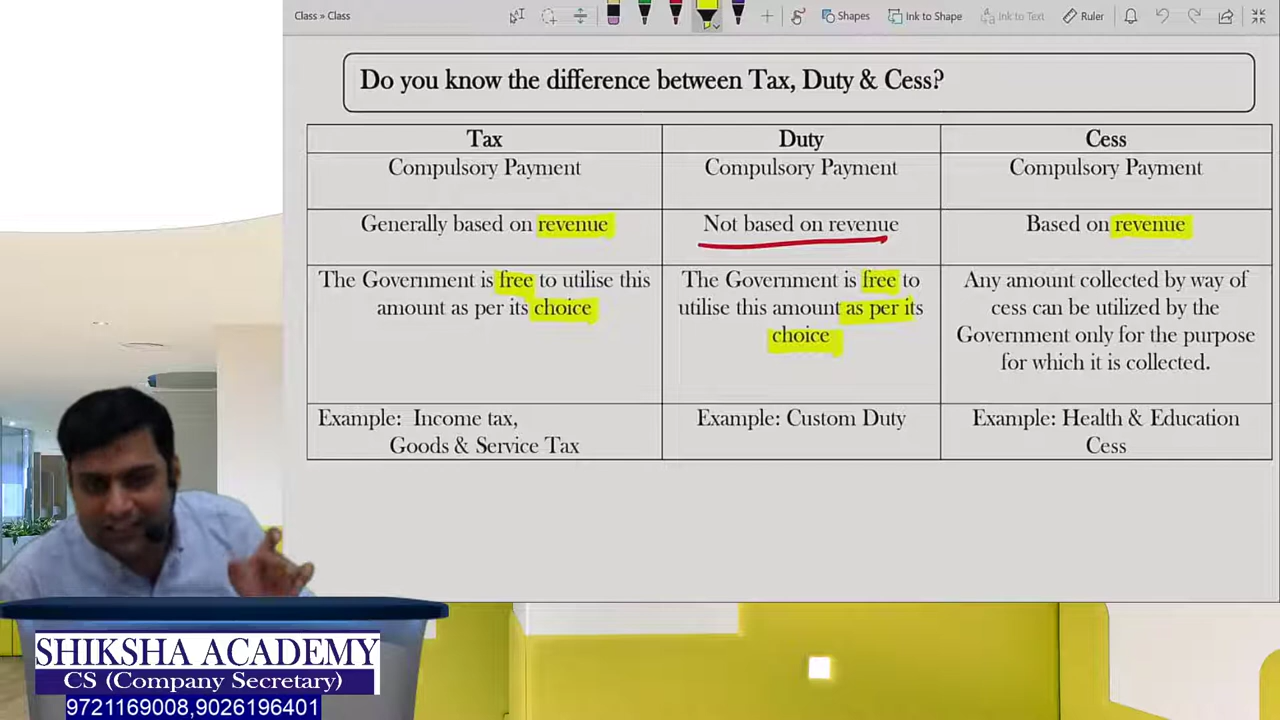 Class » Class
Shapes
Ink to Shape
Ink to Text
Ruler
Do you know the difference between Tax, Duty & Cess?
Tax
Duty
Cess
Compulsory Payment
Compulsory Payment
Compulsory Payment
Generally based on revenue
Not based on revenue
Based on revenue
The Government is free to utilise this
amount as per its choice
The Government is free to
utilise this amount as per its
choice
Any amount collected by way of
cess can be utilized by the
Government only for the purpose
for which it is collected.
Example: Income tax,
Goods & Service Tax
Example: Custom Duty
Example: Health & Education
Cess
SHIKSHA ACADEMY
CS (Company Secretary)
9721169008,9026196401